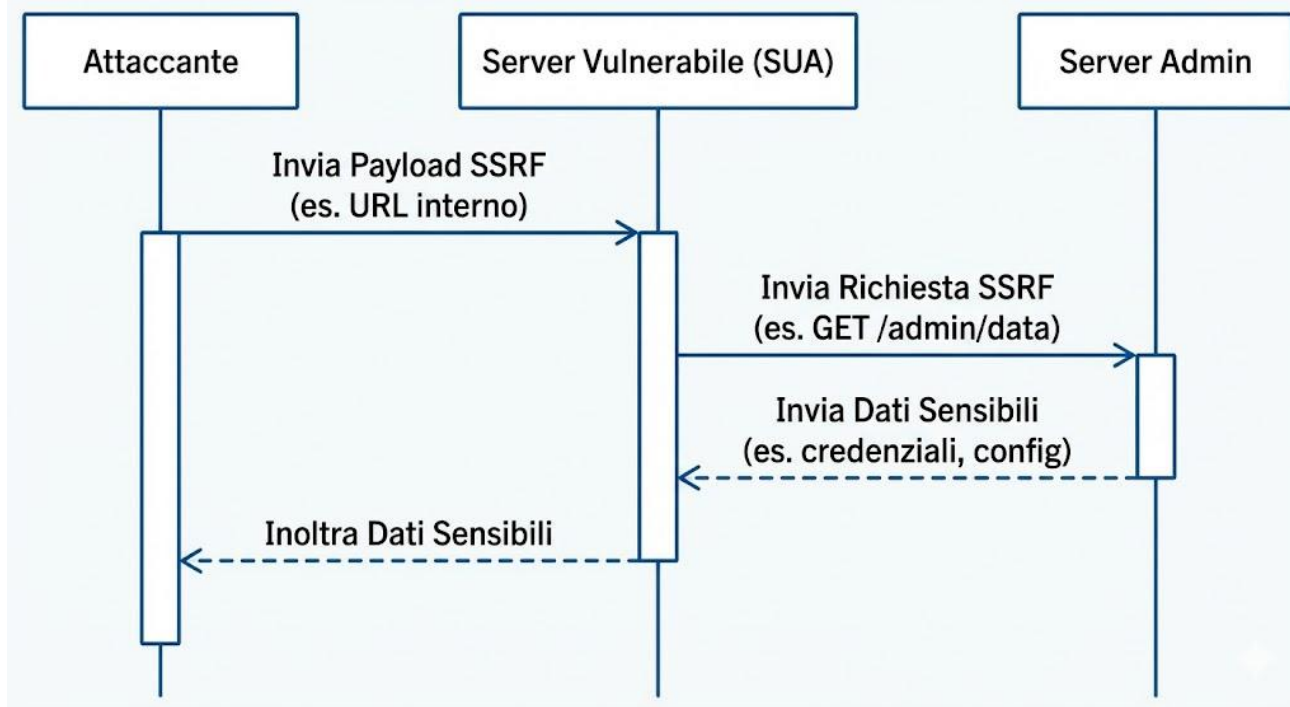 Attaccante
Server Vulnerabile (SUA)
Server Admin
Invia Payload SSRF
(es. URL interno)
Invia Richiesta SSRF
(es. GET /admin/data)
Invia Dati Sensibili
(es. credenziali, config)
Inoltra Dati Sensibili